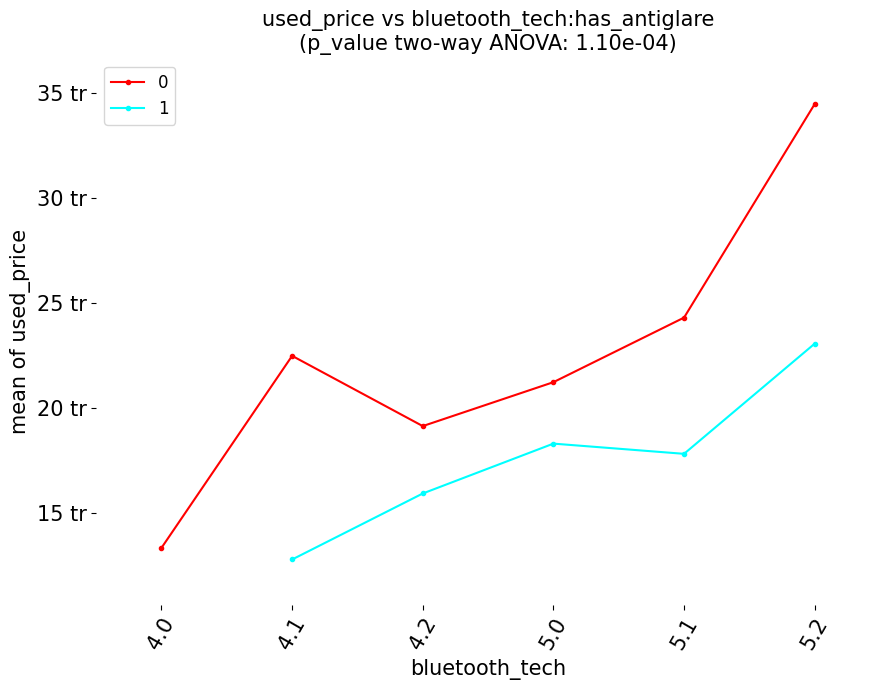 used_price vs bluetooth_tech:has_antiglare
(p_value two-way ANOVA: 1.10e-04)
0
1
35 tr
30 tr
25 tr
20 tr
15 tr
mean of used_price
4.0
4.1
4.2
5.0
5.1
5.2
bluetooth_tech